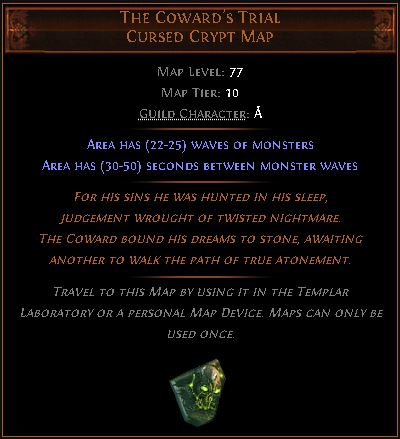 The Coward's Trial
Cursed Crypt Map
Map Level: 77
Map Tier: 10
Guild Character: Å
Area has (22-25) waves of monsters
Area has (30-50) seconds between monster waves
For his sins he was hunted in his sleep,
judgement wrought of twisted nightmare.
The Coward bound his dreams to stone, awaiting
another to walk the path of true atonement.
Travel to this Map by using it in the Templar
Laboratory or a personal Map Device. Maps can only be
used once.